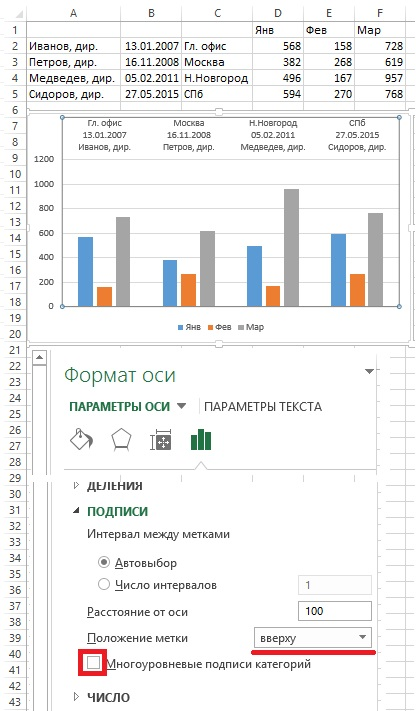 A B C D E F
1 Янв Фев Мар
2 Иванов, дир. 13.01.2007 Гл. офис 568 158 728
3 Петров, дир. 16.11.2008 Москва 382 268 619
4 Медведев, дир. 05.02.2011 Н.Новгород 496 167 957
5 Сидоров, дир. 27.05.2015 СПб 594 270 768
6
7 Гл. офис Москва Н.Новгород СПб
8 13.01.2007 16.11.2008 05.02.2011 27.05.2015
Иванов, дир. Петров, дир. Медведев, дир. Сидоров, дир.
9 1200
10
11 1000
12
13 800
14
15 600
16 400
17
18 200
19 0
20 Янв Фев Мар
21
22 Формат оси
23
24
25 ПАРАМЕТРЫ ОСИ ПАРАМЕТРЫ ТЕКСТА
26
27
28
29 ДЕЛЕНИЯ
30
31 ПОДПИСИ
32 Интервал между метками
33
34 Автовыбор
35 Число интервалов 1
36
37 Расстояние от оси 100
38
39 Положение метки вверху
40
41 Многоуровневые подписи категорий
42
43 ЧИСЛО